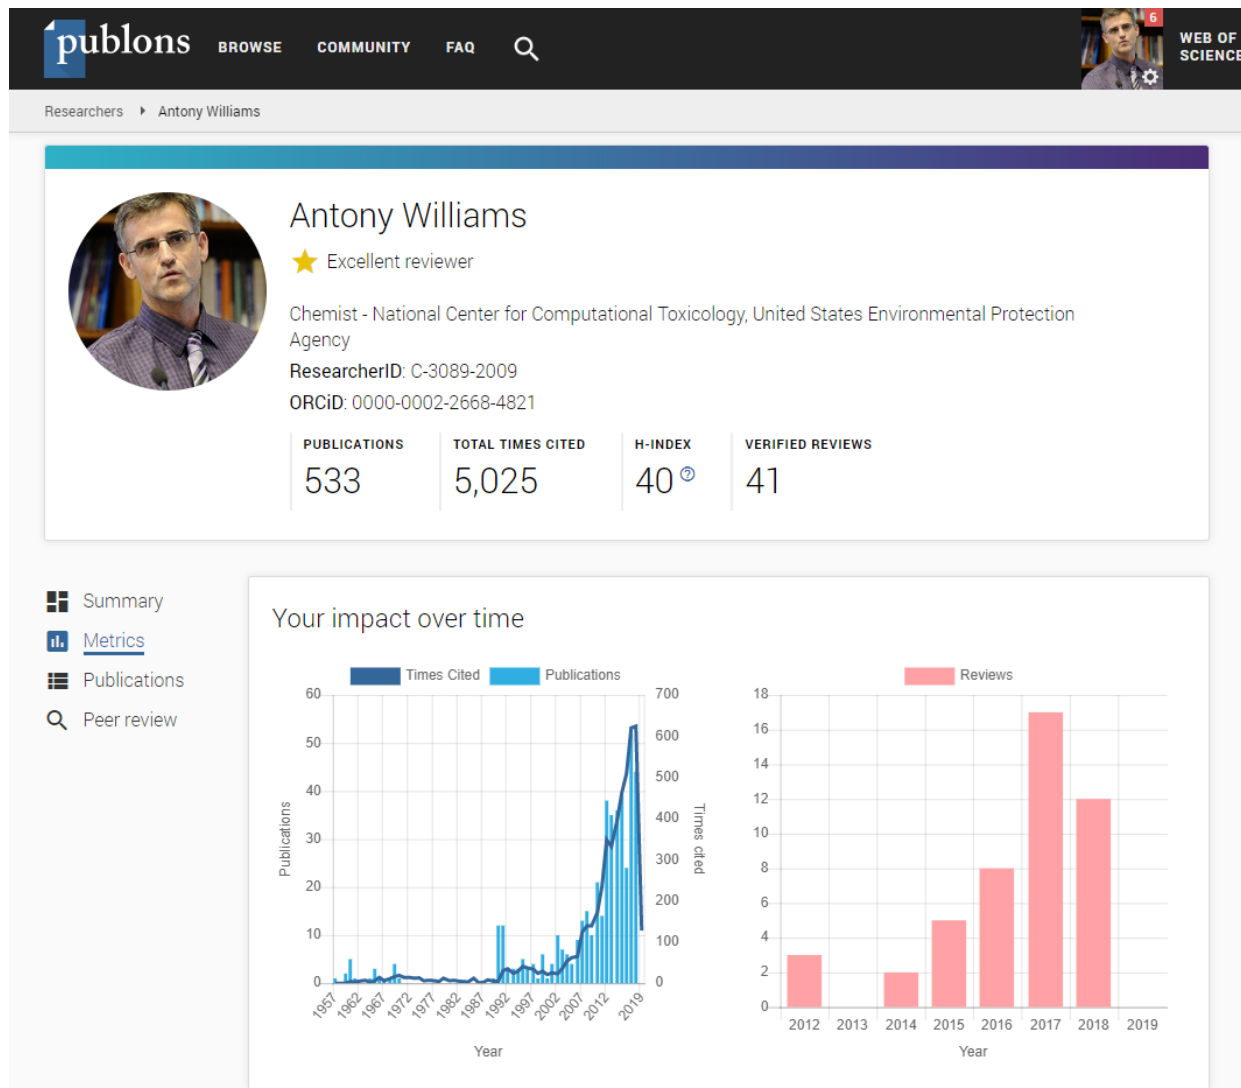 publons BROWSE COMMUNITY FAQ
6
WEB OF
SCIENCE
Researchers Antony Williams
Antony Williams
Excellent reviewer
Chemist - National Center for Computational Toxicology, United States Environmental Protection
Agency
ResearcherID: C-3089-2009
ORCiD: 0000-0002-2668-4821
PUBLICATIONS TOTAL TIMES CITED H-INDEX VERIFIED REVIEWS
533 5,025 40 ? 41
Summary
Metrics
Publications
Peer review
Your impact over time
Times Cited Publications
60 700
50 600
500
40
400
30
300
20
200
10
100
0 0
Publications
Times cited
1957 1962 1967 1972 1977 1982 1987 1992 1997 2002 2007 2012 2019
Year
Reviews
18
16
14
12
10
8
6
4
2
0
2012 2013 2014 2015 2016 2017 2018 2019
Year